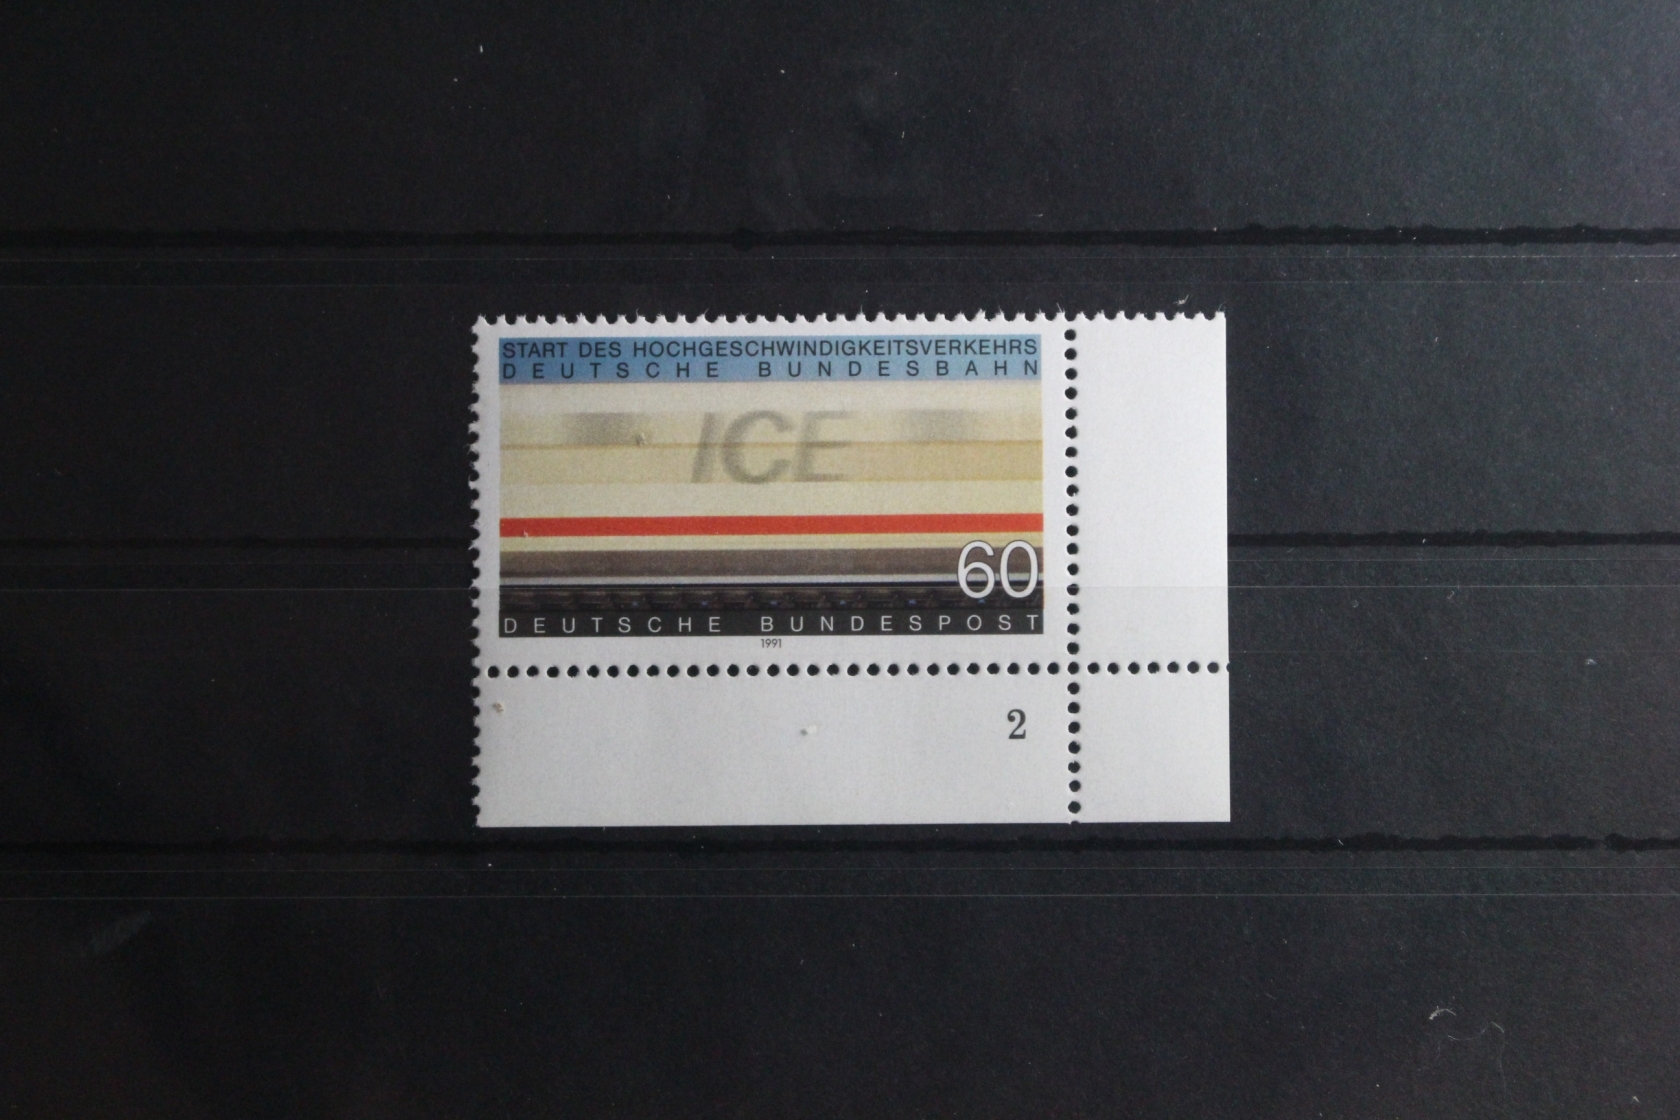 START DES HOCHGESCHWINDIGKEITSVERKEHRS
DEUTSCHE BUNDESBAHN
ICE
60
DEUTSCHE BUNDESPOST
1991
2